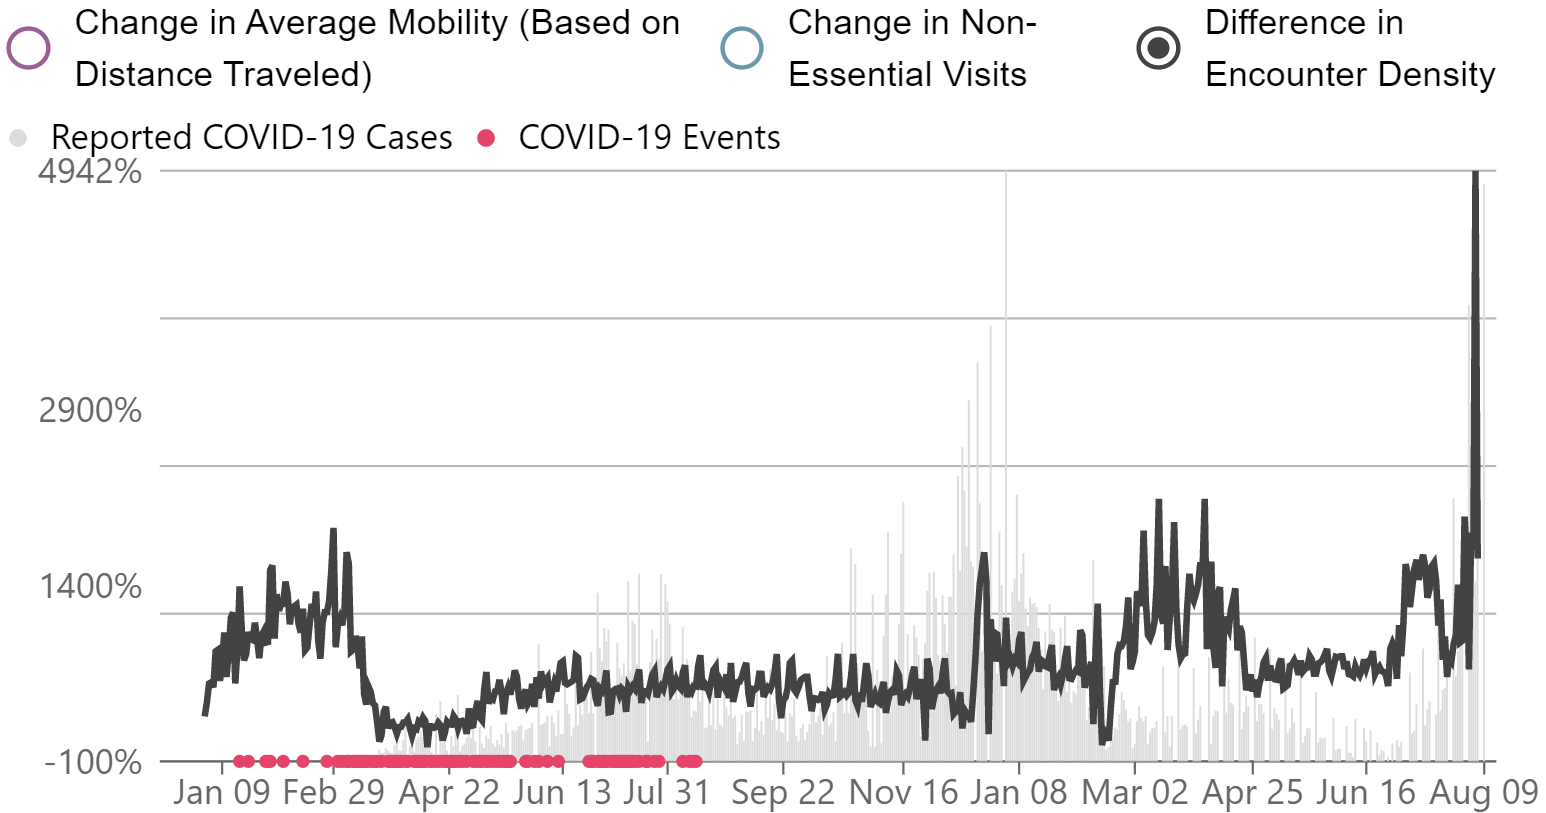 Change in Average Mobility (Based on
Distance Traveled)
Change in Non-
Essential Visits
Difference in
Encounter Density
Reported COVID-19 Cases
COVID-19 Events
4942%
2900%
1400%
-100%
Jan 09 Feb 29 Apr 22 Jun 13 Jul 31 Sep 22 Nov 16 Jan 08 Mar 02 Apr 25 Jun 16 Aug 09